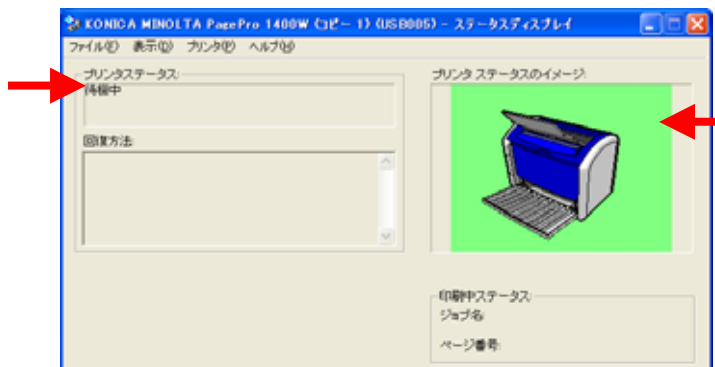 KONICA MINOLTA PagePro 1400W (コピー 1) (USB005) - ステータスディスプレイ
ファイル(F) 表示(D) プリンタ(P) ヘルプ(H)
プリンタステータス:
待機中
回復方法:
プリンタ ステータスのイメージ:
印刷中ステータス:
ジョブ名:
ページ番号: